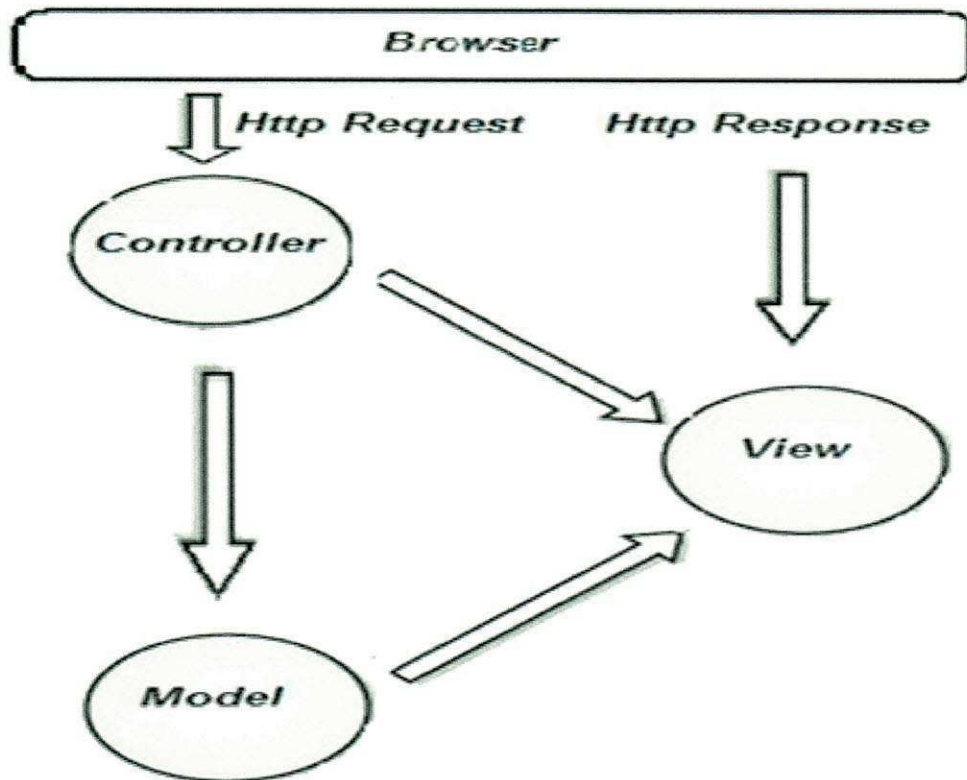 Browser
Http Request
Http Response
Controller
View
Model